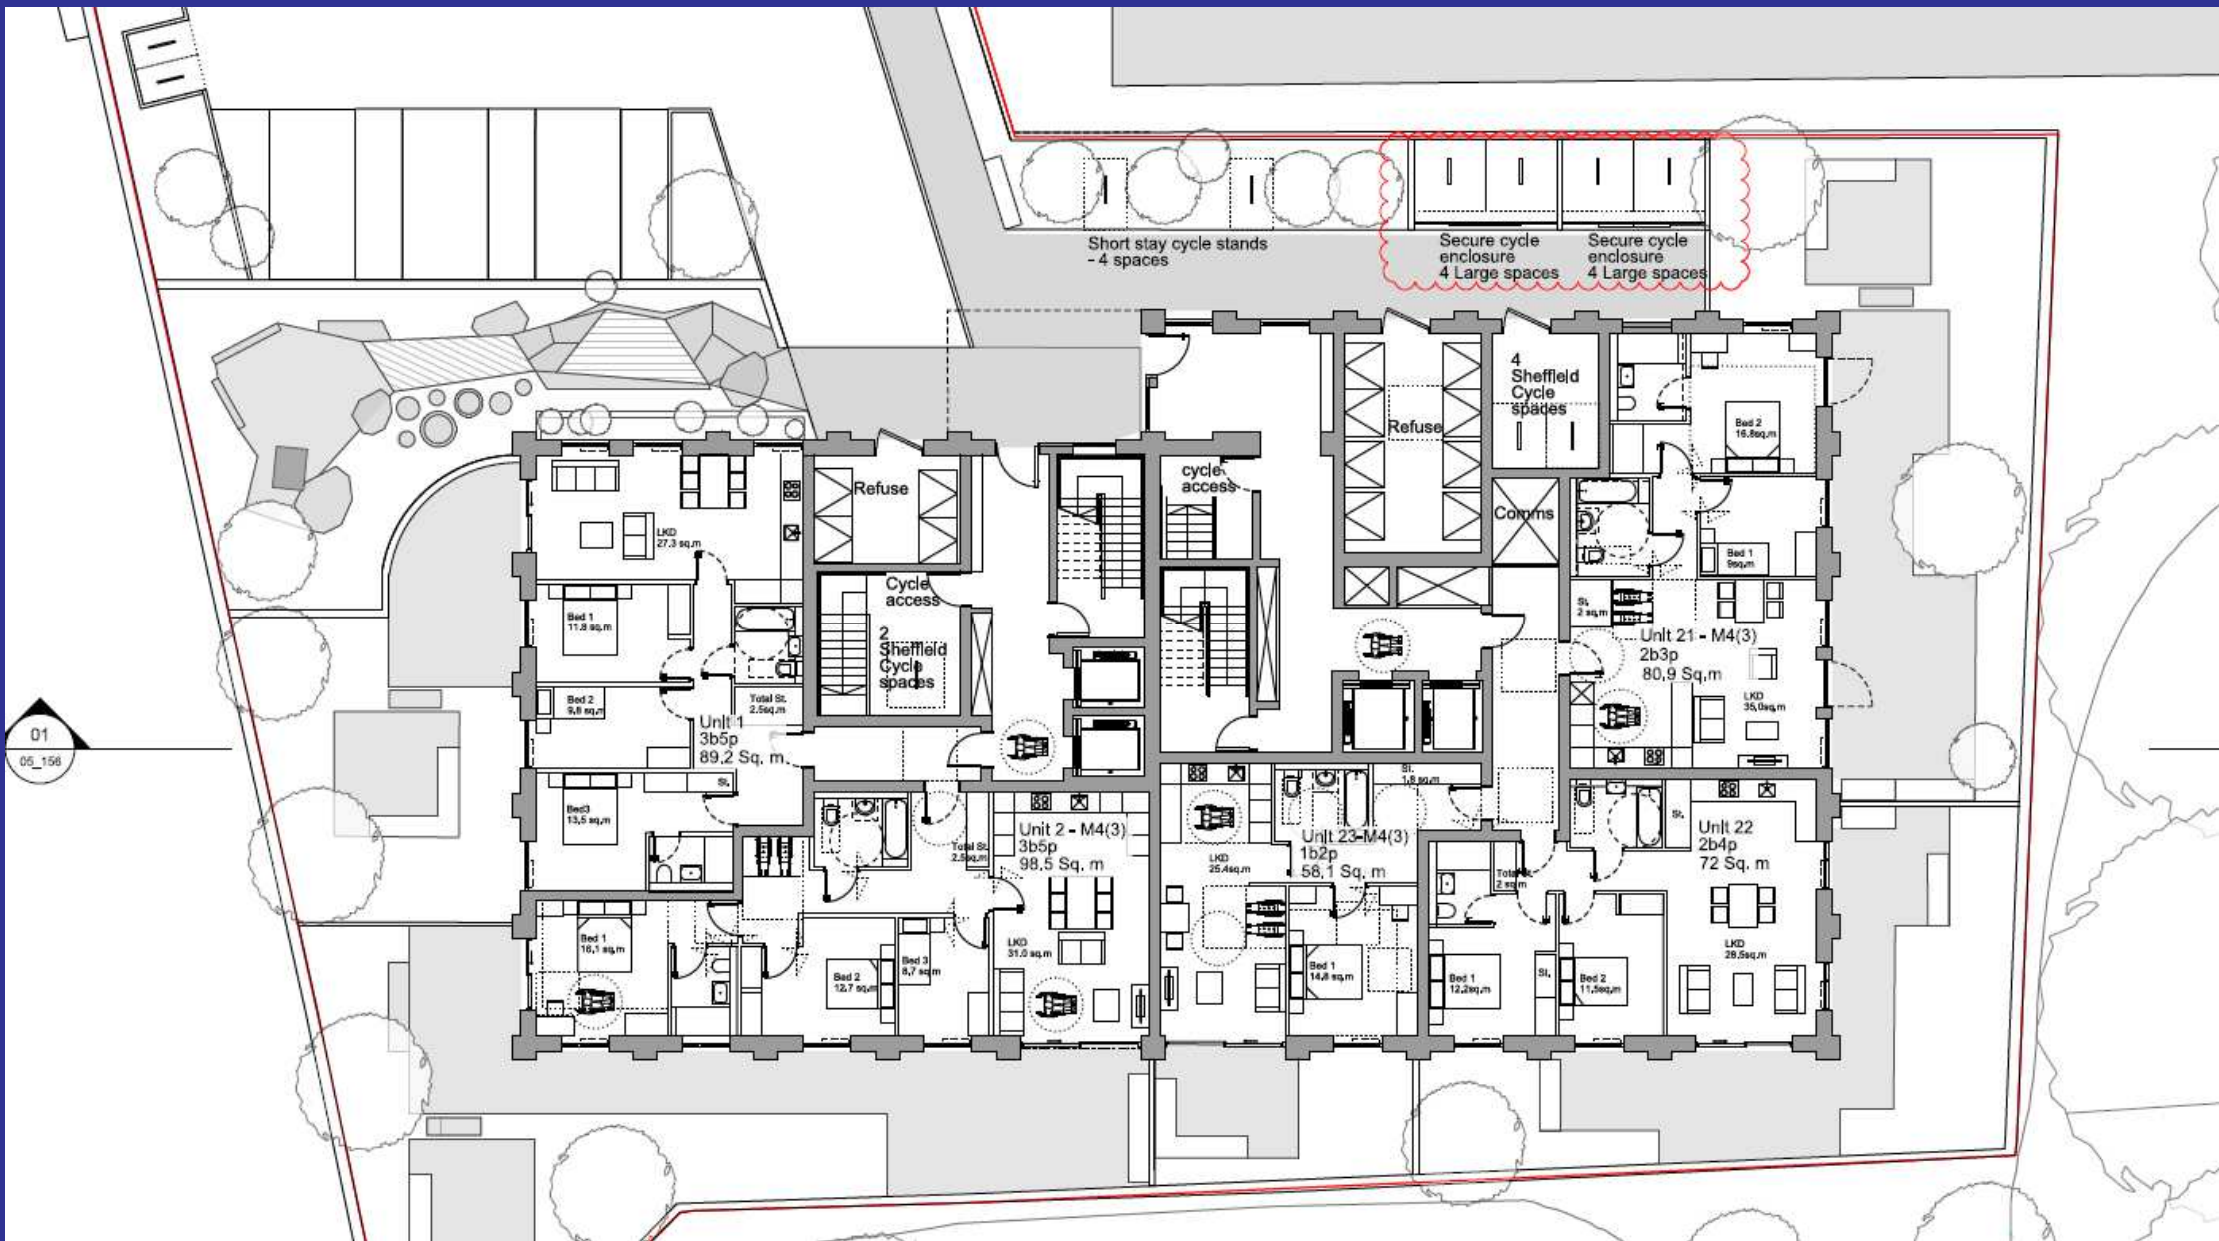 Short stay cycle stands
- 4 spaces
Secure cycle
enclosure
4 Large spaces
Secure cycle
enclosure
4 Large spaces
4
Sheffield
Cycle
spaces
Refuse
Bed 2
16.8sq.m
cycle
access
Refuse
Comms
LKD
27.3 sq.m
Bed 1
9sq.m
Cycle
access
2
Sheffield
Cycle
spaces
Bed 1
11.8 sq.m
St.
2 sq.m
Unit 21 - M4(3)
2b3p
80.9 Sq.m
LKD
35.0sq.m
Bed 2
9.8 sq.m
Total St.
2.5sq.m
Unit 1
3b5p
89.2 Sq. m
01
05_156
St.
Bed3
13.5 sq.m
St.
1.8 sq.m
Unit 2 - M4(3)
3b5p
98.5 Sq. m
Total St.
2.5sq.m
Unit 23-M4(3)
1b2p
58.1 Sq. m
LKD
25.4sq.m
St.
Unit 22
2b4p
72 Sq. m
Total St.
2 sq m
Bed 1
16.1 sq.m
LKD
31.0 sq.m
Bed 2
12.7 sq.m
Bed 3
8.7 sq m
Bed 1
14.8 sq.m
Bed 1
12.2sq.m
St.
Bed 2
11.5sq.m
LKD
28.5sq.m